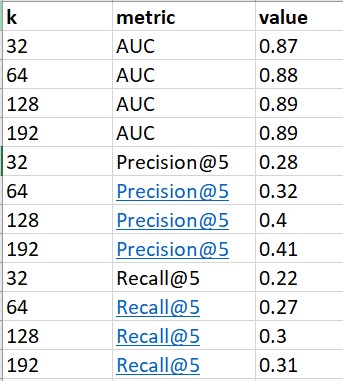 k metric value
32 AUC 0.87
64 AUC 0.88
128 AUC 0.89
192 AUC 0.89
32 Precision@5 0.28
64 Precision@5 0.32
128 Precision@5 0.4
192 Precision@5 0.41
32 Recall@5 0.22
64 Recall@5 0.27
128 Recall@5 0.3
192 Recall@5 0.31